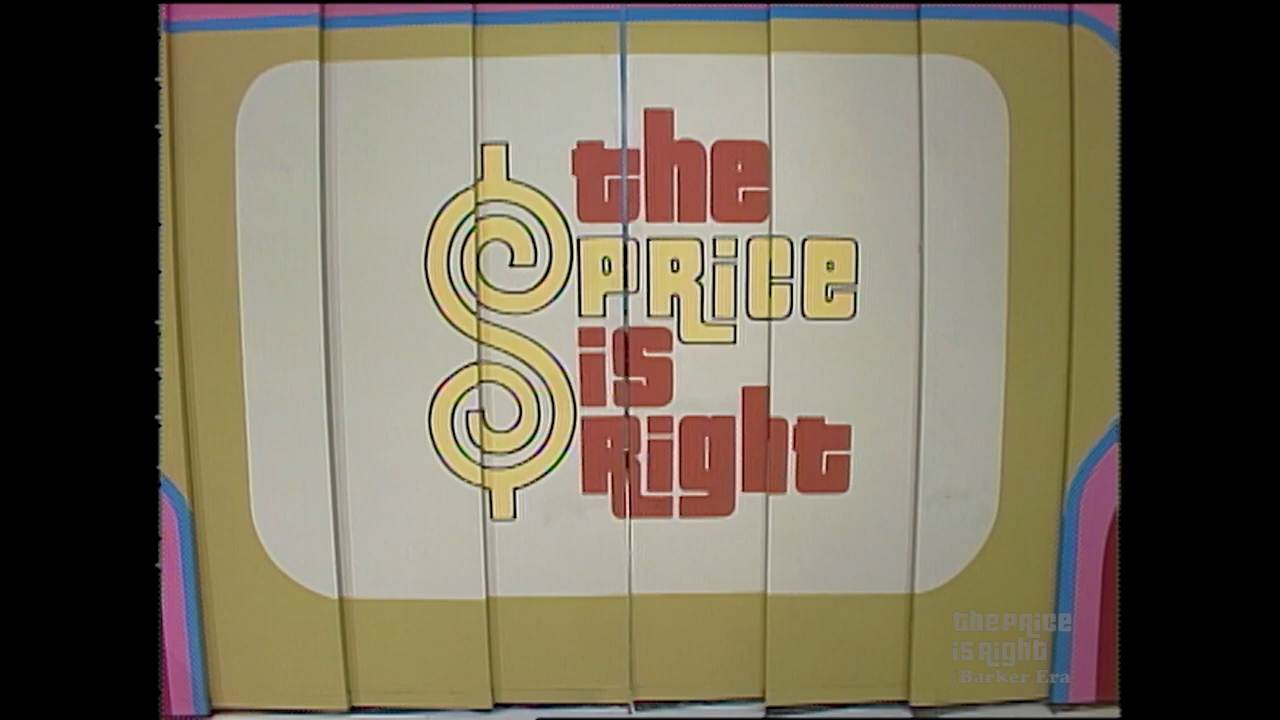 the
PRiCE
is
Right
the PRiCE
is Right
Barker Era